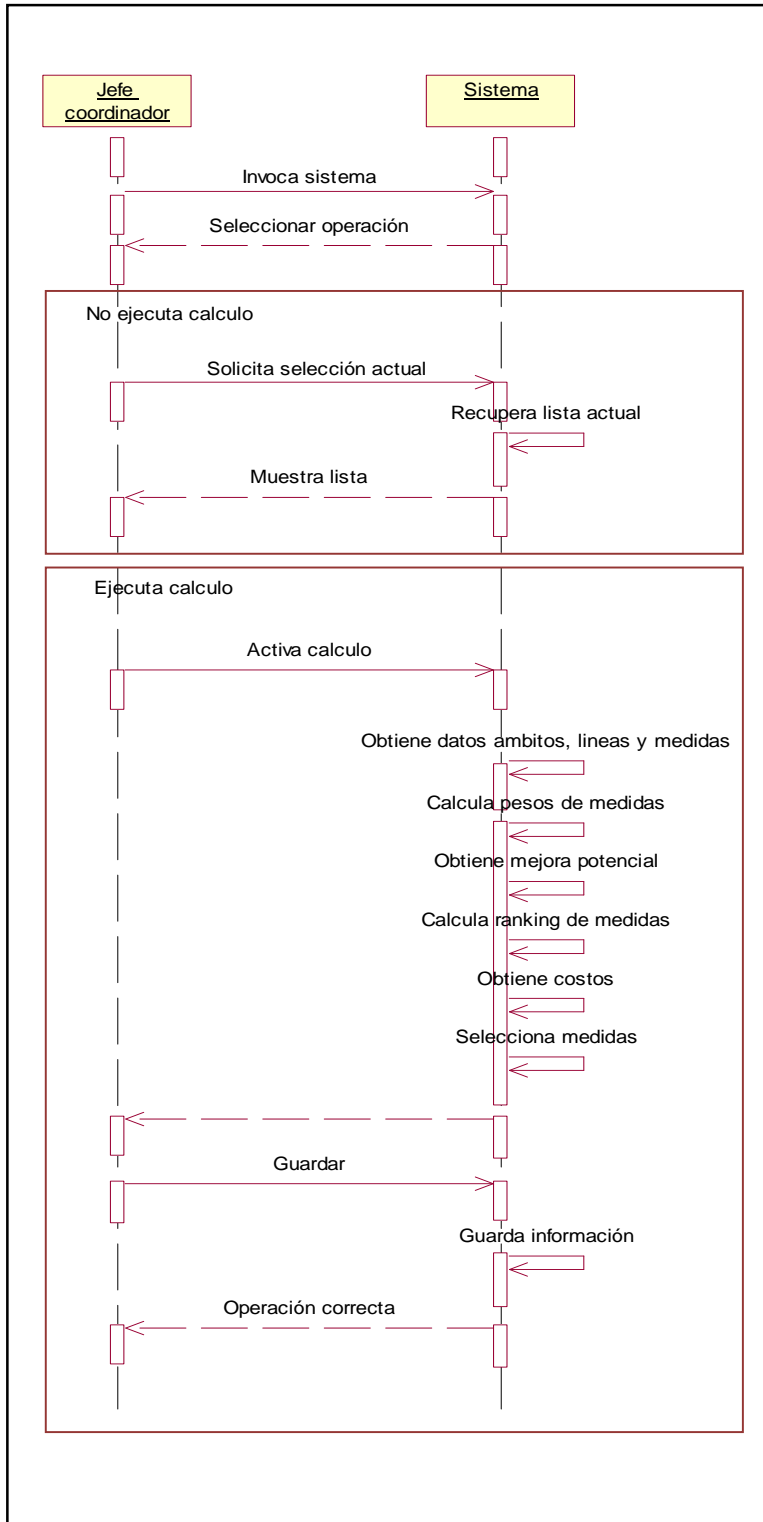 Jefe
coordinador
Sistema
Invoca sistema
Seleccionar operación
No ejecuta calculo
Solicita selección actual
Recupera lista actual
Muestra lista
Ejecuta calculo
Activa calculo
Obtiene datos ambitos, lineas y medidas
Calcula pesos de medidas
Obtiene mejora potencial
Calcula ranking de medidas
Obtiene costos
Selecciona medidas
Guardar
Guarda información
Operación correcta